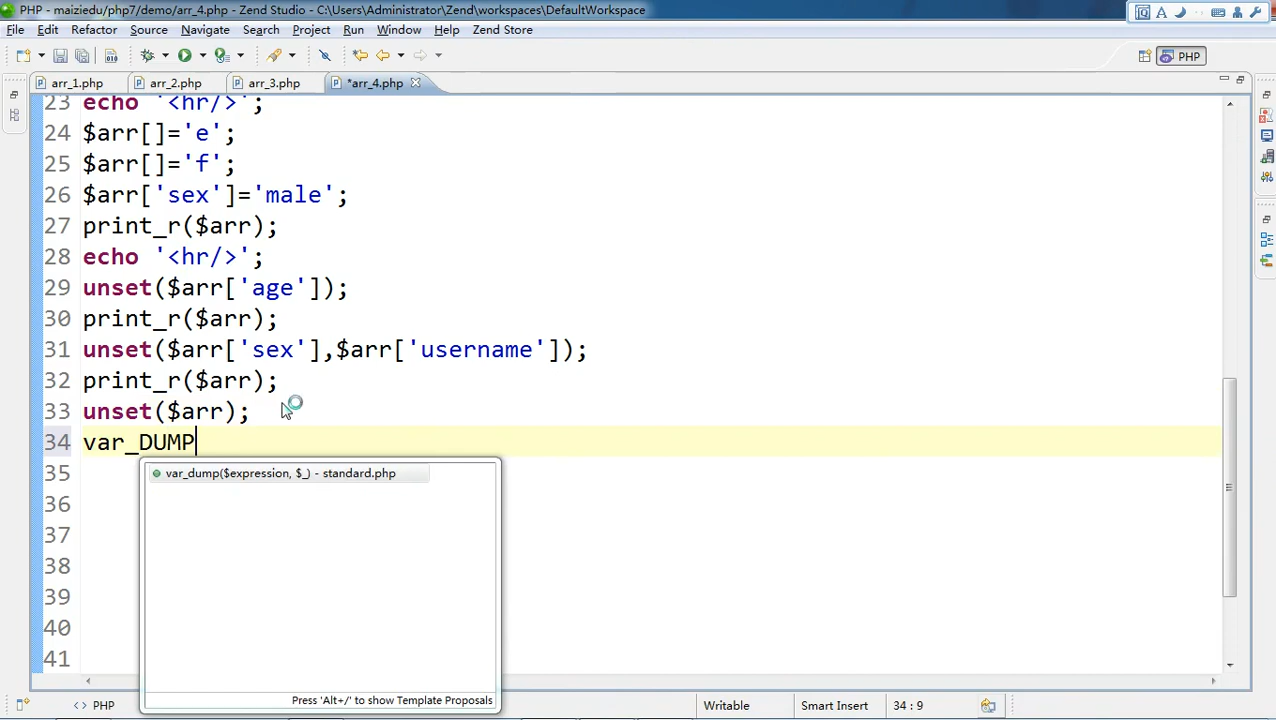 PHP - maiziedu/php7/demo/arr_4.php - Zend Studio - C:\Users\Administrator\Zend\workspaces\DefaultWorkspace
File Edit Refactor Source Navigate Search Project Run Window Help Zend Store
PHP
arr_1.php arr_2.php arr_3.php *arr_4.php
23 echo '<hr/>';
24 $arr[]='e';
25 $arr[]='f';
26 $arr['sex']='male';
27 print_r($arr);
28 echo '<hr/>';
29 unset($arr['age']);
30 print_r($arr);
31 unset($arr['sex'],$arr['username']);
32 print_r($arr);
33 unset($arr);
34 var_DUMP
35
var_dump($expression, $_) - standard.php
36
37
38
39
40
41
Press 'Alt+/' to show Template Proposals
<> PHP Writable Smart Insert 34 : 9